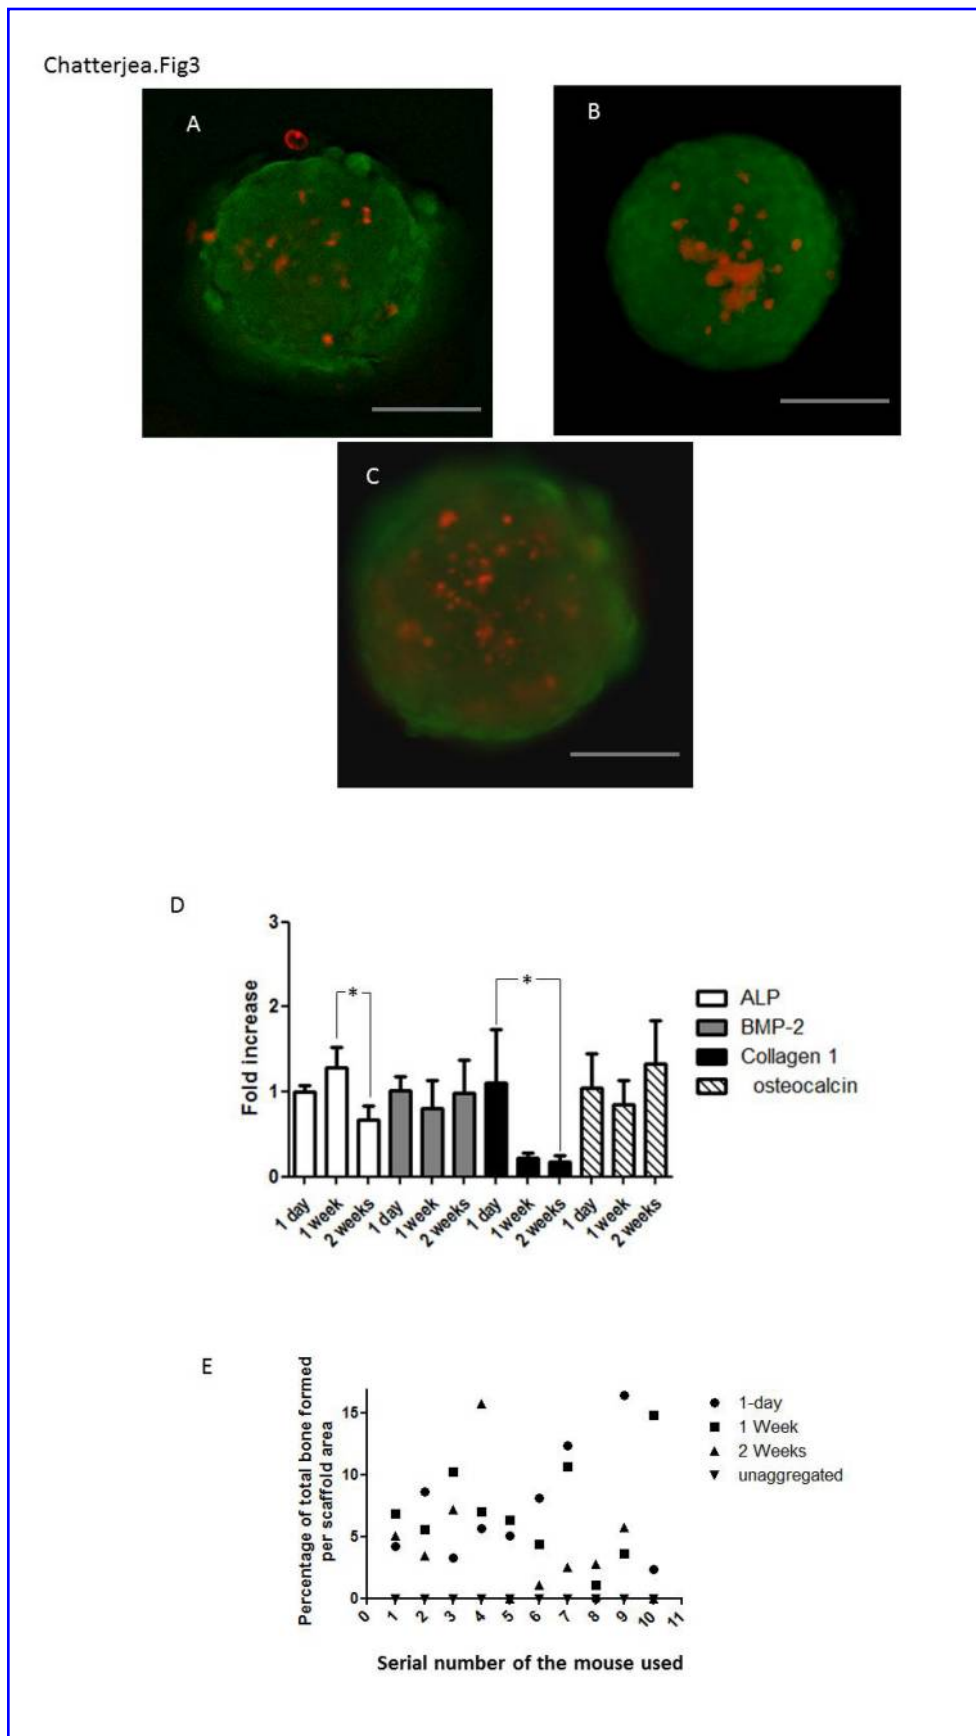 Chatterjea.Fig3
A
B
C
D
3
2
1
0
Fold increase
1 day
1 week
2 weeks
1 day
1 week
2 weeks
1 day
1 week
2 weeks
1 day
1 week
2 weeks
*
*
ALP
BMP-2
Collagen 1
osteocalcin
E
Percentage of total bone formed
per scaffold area
15
10
5
0
0
1
2
3
4
5
6
7
8
9
10
11
Serial number of the mouse used
1-day
1 Week
2 Weeks
unaggregated